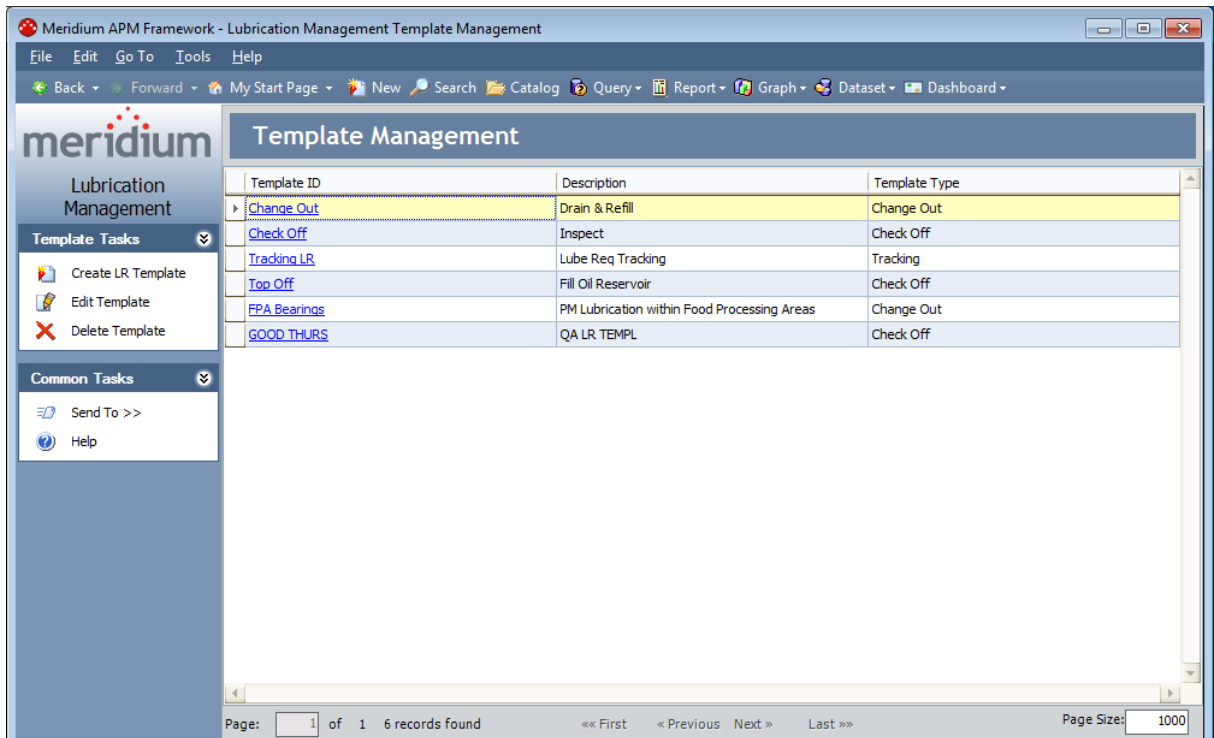 Meridium APM Framework - Lubrication Management Template Management
File Edit Go To Tools Help
Back Forward My Start Page New Search Catalog Query Report Graph Dataset Dashboard
meridium
Template Management
Lubrication
Management
Template ID Description Template Type
Change Out Drain & Refill Change Out
Check Off Inspect Check Off
Tracking LR Lube Req Tracking Tracking
Top Off Fill Oil Reservoir Check Off
FPA Bearings PM Lubrication within Food Processing Areas Change Out
GOOD THURS QA LR TEMPL Check Off
Template Tasks
Create LR Template
Edit Template
Delete Template
Common Tasks
Send To >>
Help
Page: 1 of 1 6 records found «« First « Previous Next » Last »» Page Size: 1000